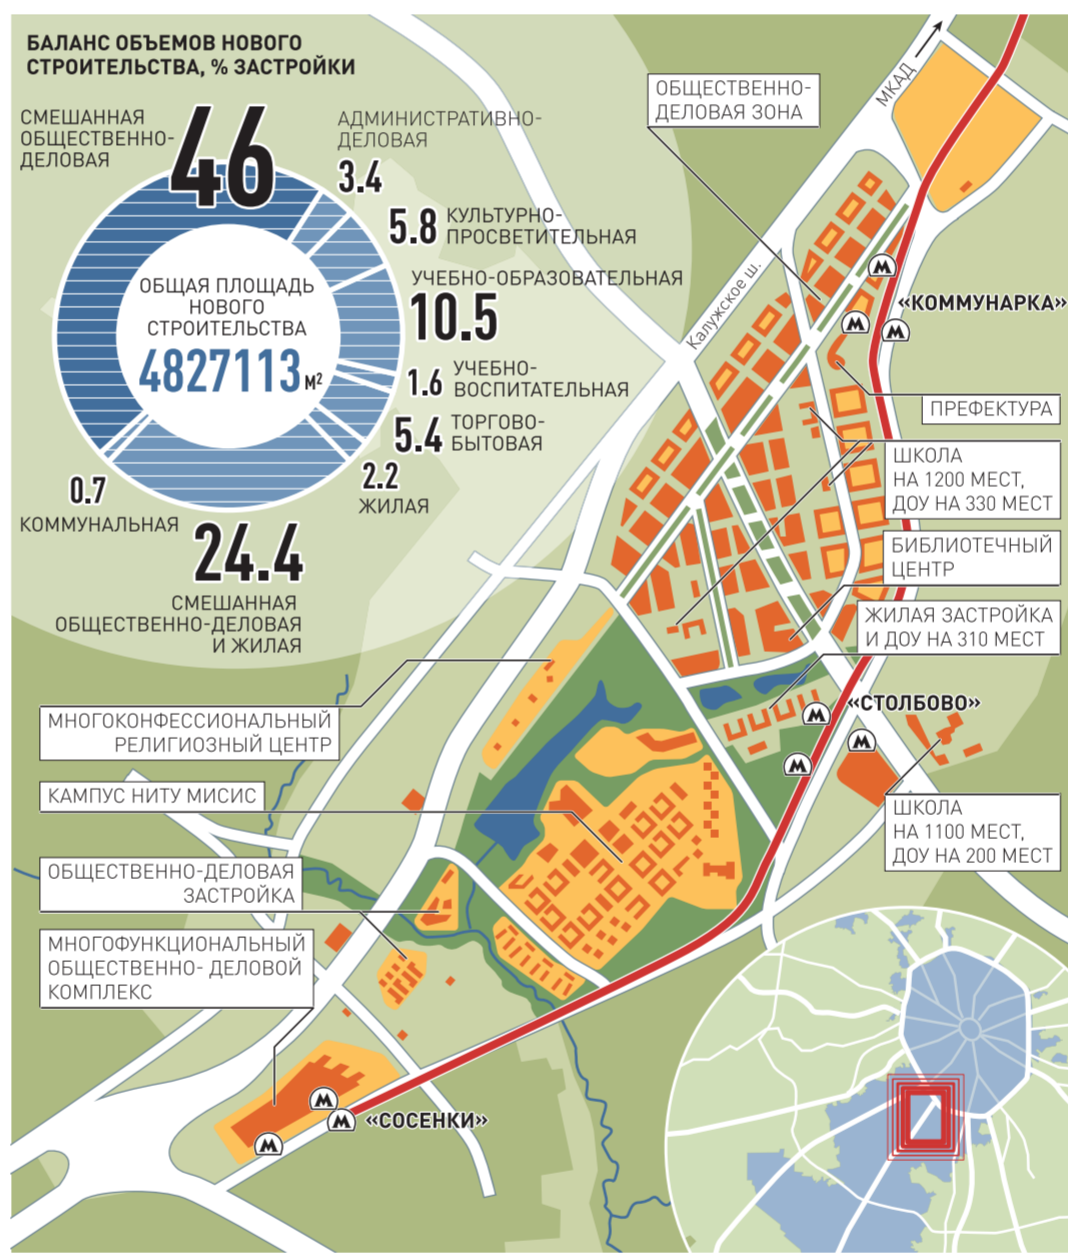 БАЛАНС ОБЪЕМОВ НОВОГО
СТРОИТЕЛЬСТВА, % ЗАСТРОЙКИ
СМЕШАННАЯ
ОБЩЕСТВЕННО-
ДЕЛОВАЯ
46
АДМИНИСТРАТИВНО-
ДЕЛОВАЯ
3.4
5.8
КУЛЬТУРНО-
ПРОСВЕТИТЕЛЬНАЯ
УЧЕБНО-ОБРАЗОВАТЕЛЬНАЯ
10.5
1.6
УЧЕБНО-
ВОСПИТАТЕЛЬНАЯ
5.4
ТОРГОВО-
БЫТОВАЯ
2.2
ЖИЛАЯ
ОБЩАЯ ПЛОЩАДЬ
НОВОГО
СТРОИТЕЛЬСТВА
4827113 м²
0.7
КОММУНАЛЬНАЯ
24.4
СМЕШАННАЯ
ОБЩЕСТВЕННО-ДЕЛОВАЯ
И ЖИЛАЯ
МКАД
ОБЩЕСТВЕННО-
ДЕЛОВАЯ ЗОНА
Калужское ш.
М
«КОММУНАРКА»
М
М
ПРЕФЕКТУРА
ШКОЛА
НА 1200 МЕСТ,
ДОУ НА 330 МЕСТ
БИБЛИОТЕЧНЫЙ
ЦЕНТР
ЖИЛАЯ ЗАСТРОЙКА
И ДОУ НА 310 МЕСТ
«СТОЛБОВО»
М
М
М
ШКОЛА
НА 1100 МЕСТ,
ДОУ НА 200 МЕСТ
МНОГОКОНФЕССИОНАЛЬНЫЙ
РЕЛИГИОЗНЫЙ ЦЕНТР
КАМПУС НИТУ МИСИС
ОБЩЕСТВЕННО-ДЕЛОВАЯ
ЗАСТРОЙКА
МНОГОФУНКЦИОНАЛЬНЫЙ
ОБЩЕСТВЕННО- ДЕЛОВОЙ
КОМПЛЕКС
М
М
«СОСЕНКИ»
М